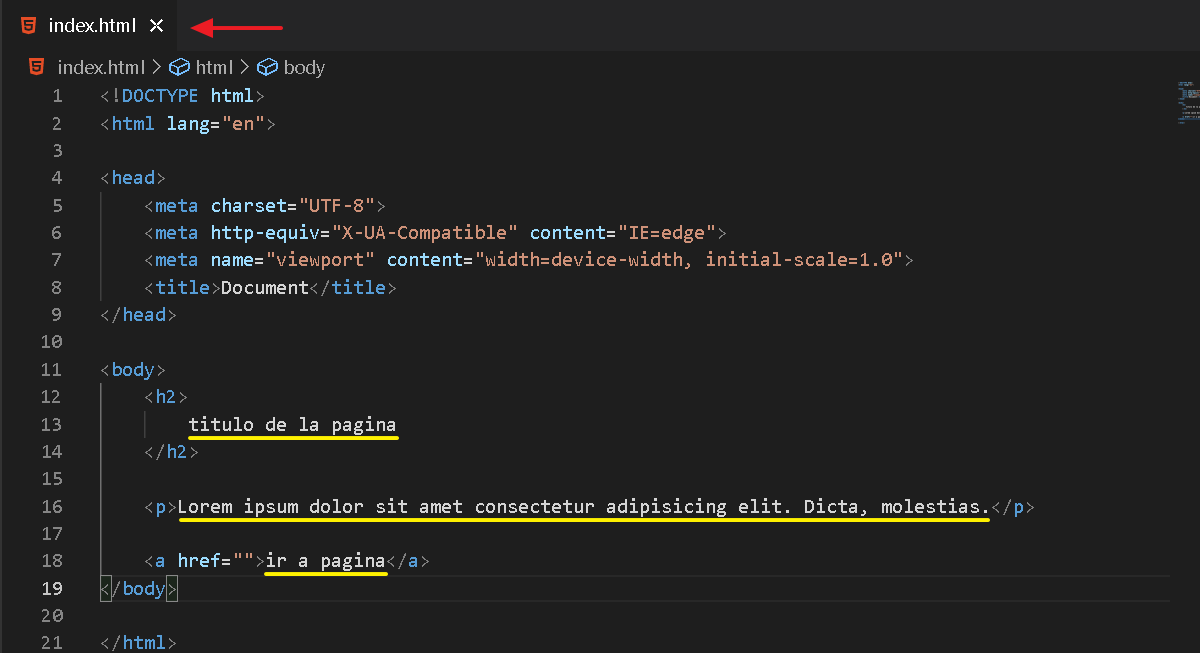 index.html
index.html > html > body
1 <!DOCTYPE html>
2 <html lang="en">
3
4 <head>
5 <meta charset="UTF-8">
6 <meta http-equiv="X-UA-Compatible" content="IE=edge">
7 <meta name="viewport" content="width=device-width, initial-scale=1.0">
8 <title>Document</title>
9 </head>
10
11 <body>
12 <h2>
13 titulo de la pagina
14 </h2>
15
16 <p>Lorem ipsum dolor sit amet consectetur adipisicing elit. Dicta, molestias.</p>
17
18 <a href="">ir a pagina</a>
19 </body>
20
21 </html>